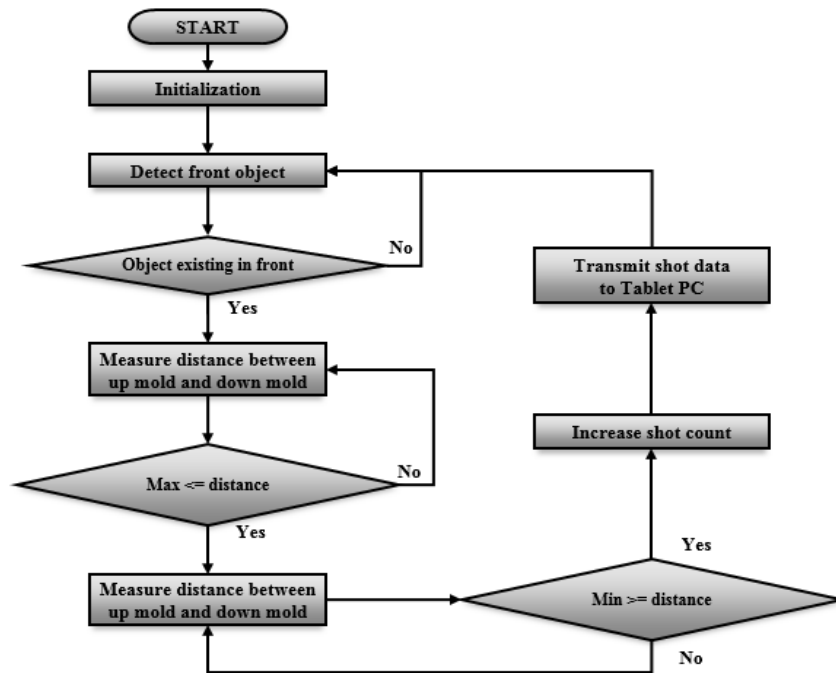 START
Initialization
Detect front object
Object existing in front
No
Yes
Measure distance between
up mold and down mold
Max <= distance
No
Yes
Measure distance between
up mold and down mold
Min >= distance
No
Yes
Increase shot count
Transmit shot data
to Tablet PC